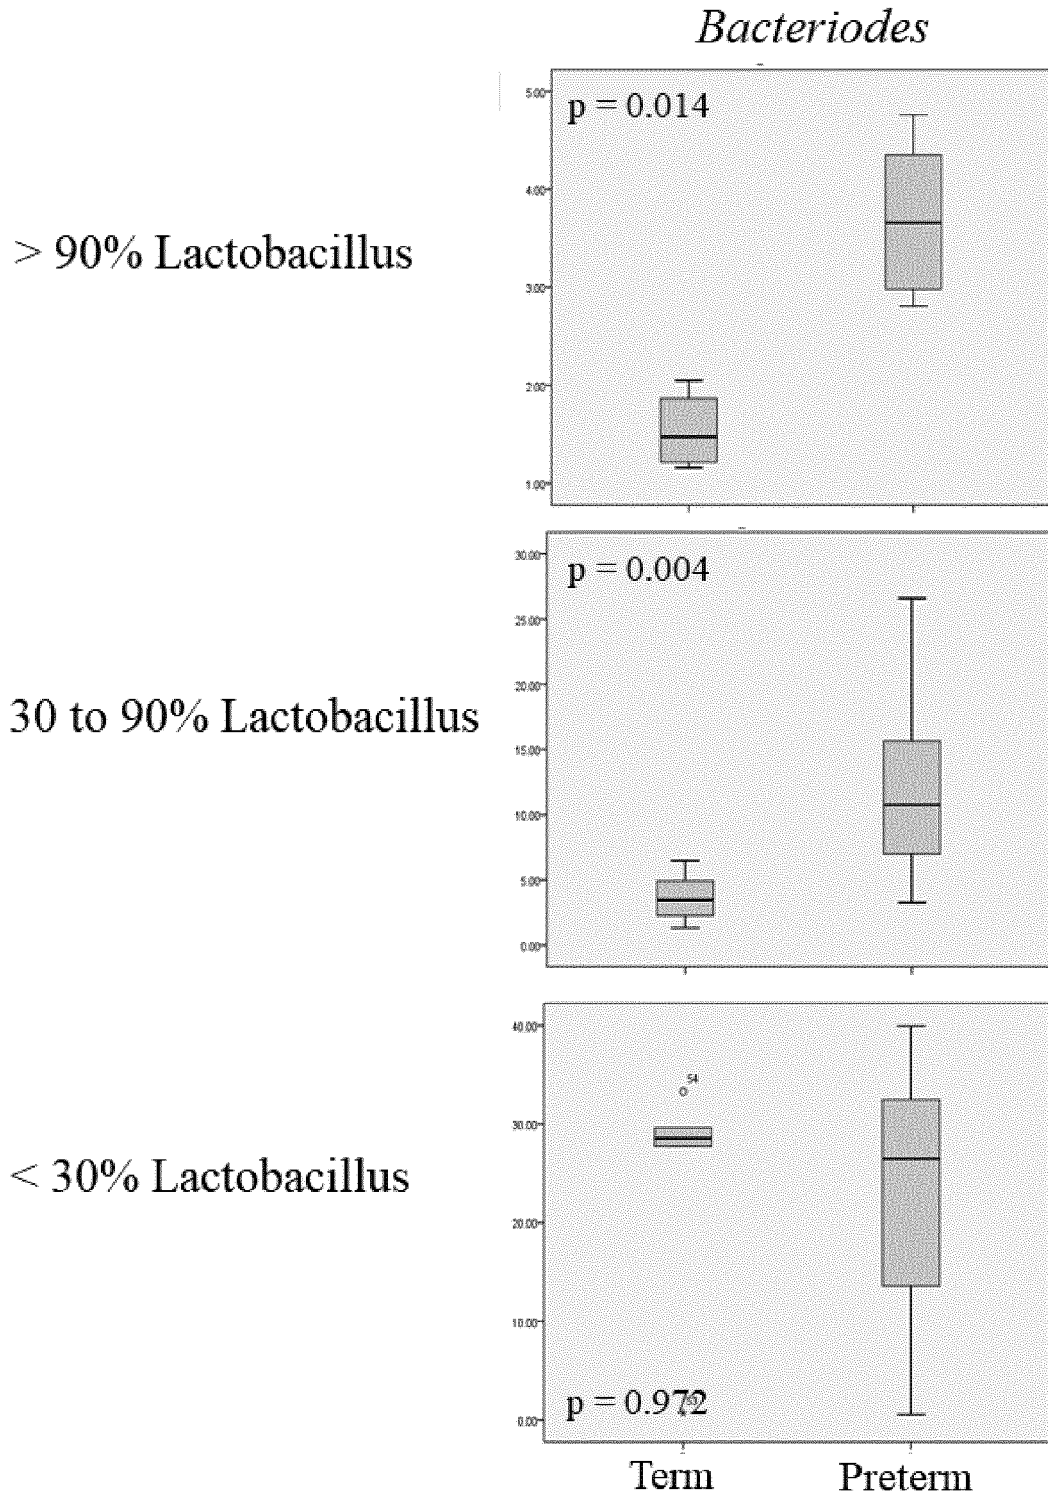 Bacteriodes
p = 0.014
5.00
4.00
3.00
2.00
1.00
> 90% Lactobacillus
p = 0.004
30.00
25.00
20.00
15.00
10.00
5.00
0.00
30 to 90% Lactobacillus
40.00
30.00
20.00
10.00
0.00
54
< 30% Lactobacillus
p = 0.972
Term Preterm